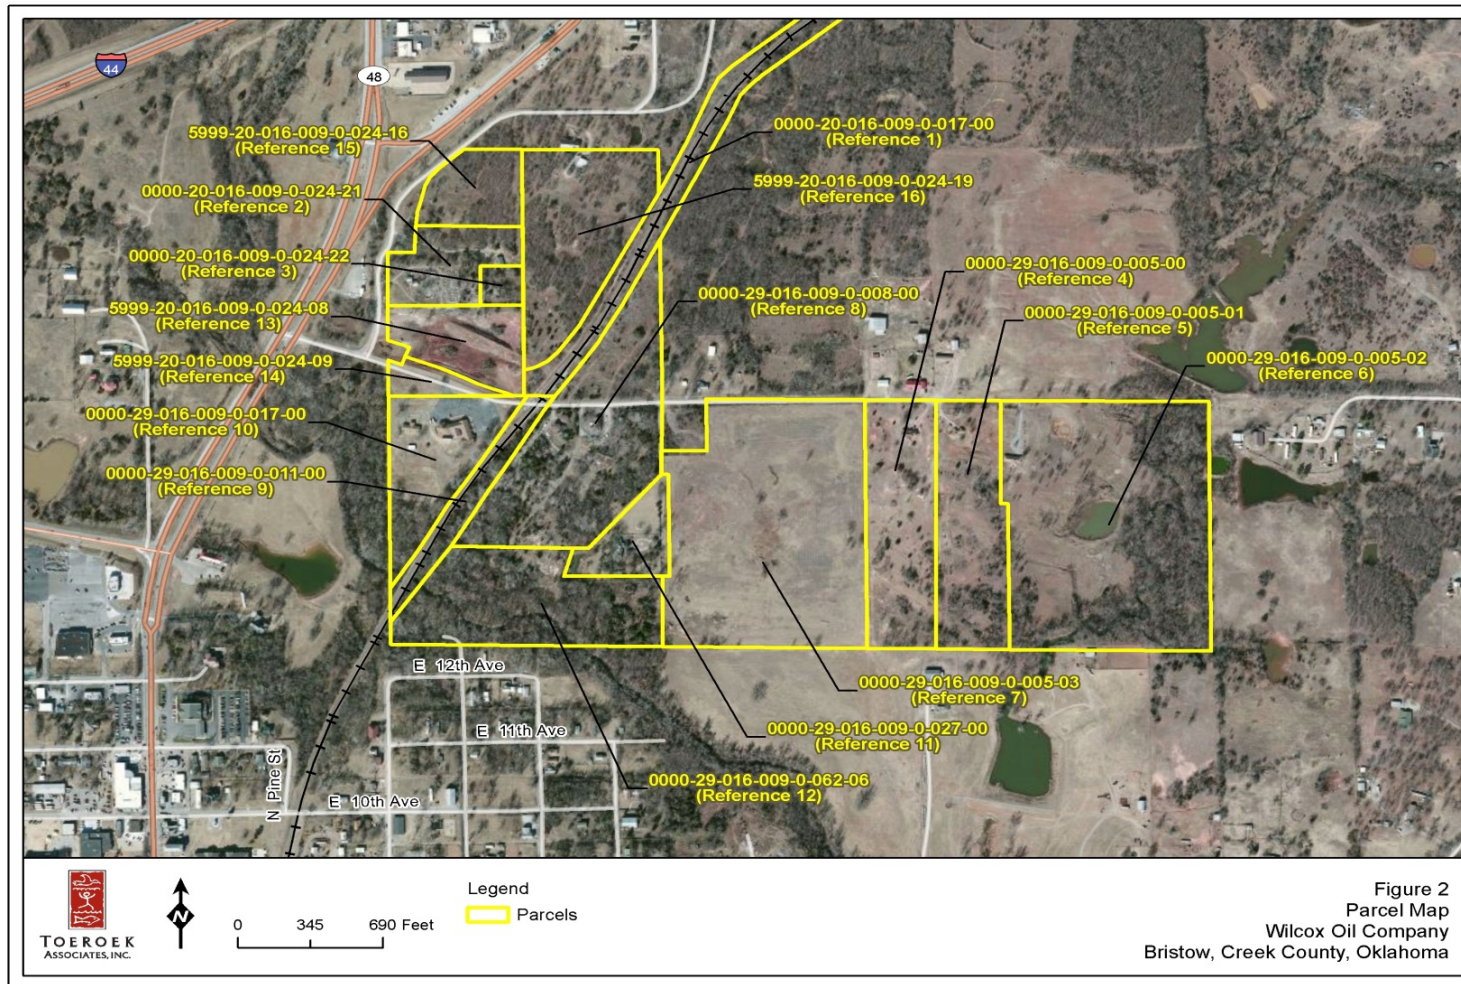 44
48
5999-20-016-009-0-024-16
(Reference 15)
0000-20-016-009-0-017-00
(Reference 1)
0000-20-016-009-0-024-21
(Reference 2)
5999-20-016-009-0-024-19
(Reference 16)
0000-20-016-009-0-024-22
(Reference 3)
0000-29-016-009-0-005-00
(Reference 4)
0000-29-016-009-0-008-00
(Reference 8)
5999-20-016-009-0-024-08
(Reference 13)
0000-29-016-009-0-005-01
(Reference 5)
5999-20-016-009-0-024-09
(Reference 14)
0000-29-016-009-0-005-02
(Reference 6)
0000-29-016-009-0-017-00
(Reference 10)
0000-29-016-009-0-011-00
(Reference 9)
E 12th Ave
0000-29-016-009-0-005-03
(Reference 7)
E 11th Ave
0000-29-016-009-0-027-00
(Reference 11)
N Pine St
E 10th Ave
0000-29-016-009-0-062-06
(Reference 12)
TOEROEK
ASSOCIATES, INC.
N
0 345 690 Feet
Legend
Parcels
Figure 2
Parcel Map
Wilcox Oil Company
Bristow, Creek County, Oklahoma